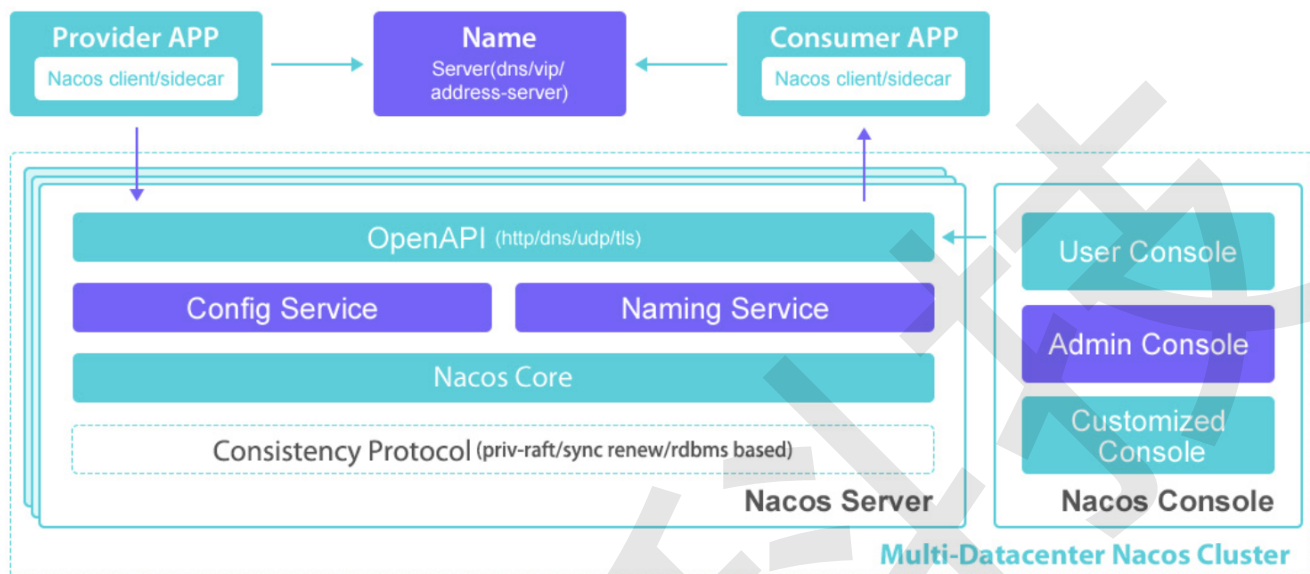 Provider APP
Nacos client/sidecar
Name
Server(dns/vip/
address-server)
Consumer APP
Nacos client/sidecar
OpenAPI (http/dns/udp/tls)
Config Service
Naming Service
Nacos Core
Consistency Protocol (priv-raft/sync renew/rdbms based)
Nacos Server
User Console
Admin Console
Customized
Console
Nacos Console
Multi-Datacenter Nacos Cluster